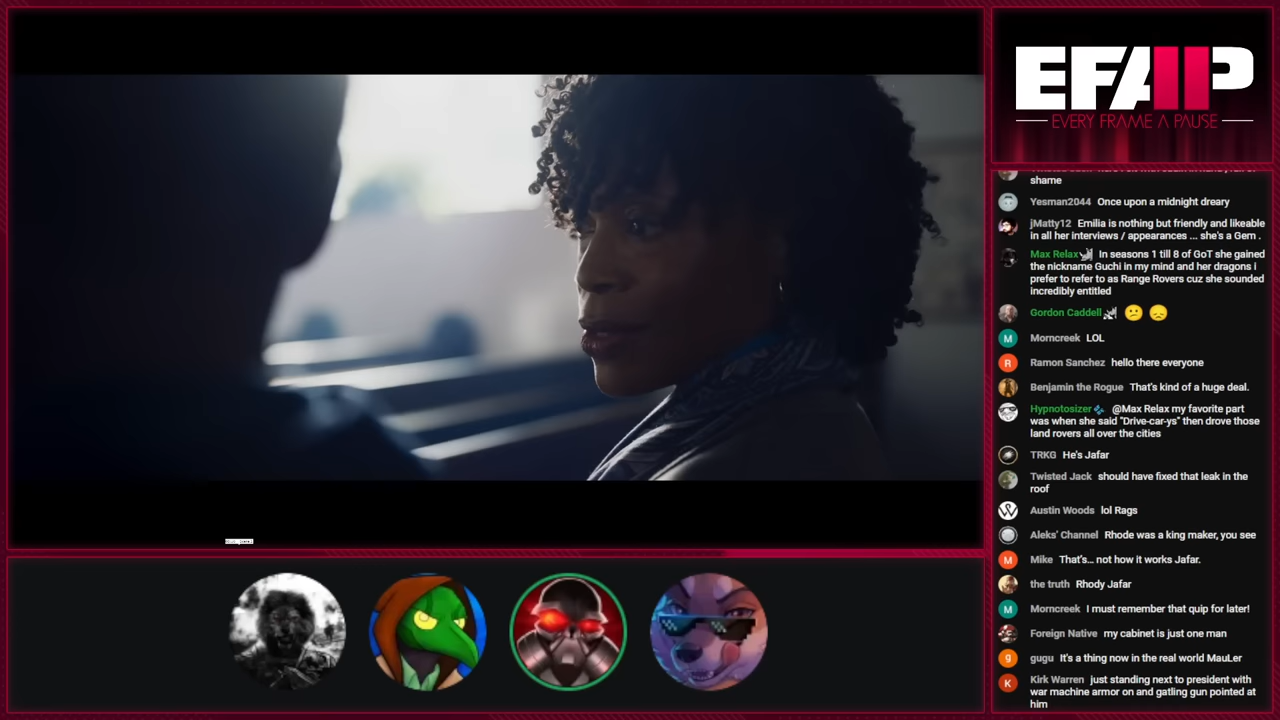 EFAP
EVERY FRAME A PAUSE
shame
Yesman2044 Once upon a midnight dreary
jMatty12 Emilia is nothing but friendly and likeable
in all her interviews / appearances ... she's a Gem .
Max Relax In seasons 1 till 8 of GoT she gained
the nickname Guchi in my mind and her dragons i
prefer to refer to as Range Rovers cuz she sounded
incredibly entitled
Gordon Caddell
M Morncreek LOL
R Ramon Sanchez hello there everyone
Benjamin the Rogue That's kind of a huge deal.
Hypnotosizer @Max Relax my favorite part
was when she said "Drive-car-ys" then drove those
land rovers all over the cities
TRKG He's Jafar
Twisted Jack should have fixed that leak in the
roof
Austin Woods lol Rags
Aleks' Channel Rhode was a king maker, you see
M Mike That's… not how it works Jafar.
the truth Rhody Jafar
M Morncreek I must remember that quip for later!
Foreign Native my cabinet is just one man
g gugu It's a thing now in the real world MauLer
K Kirk Warren just standing next to president with
war machine armor on and gatling gun pointed at
him